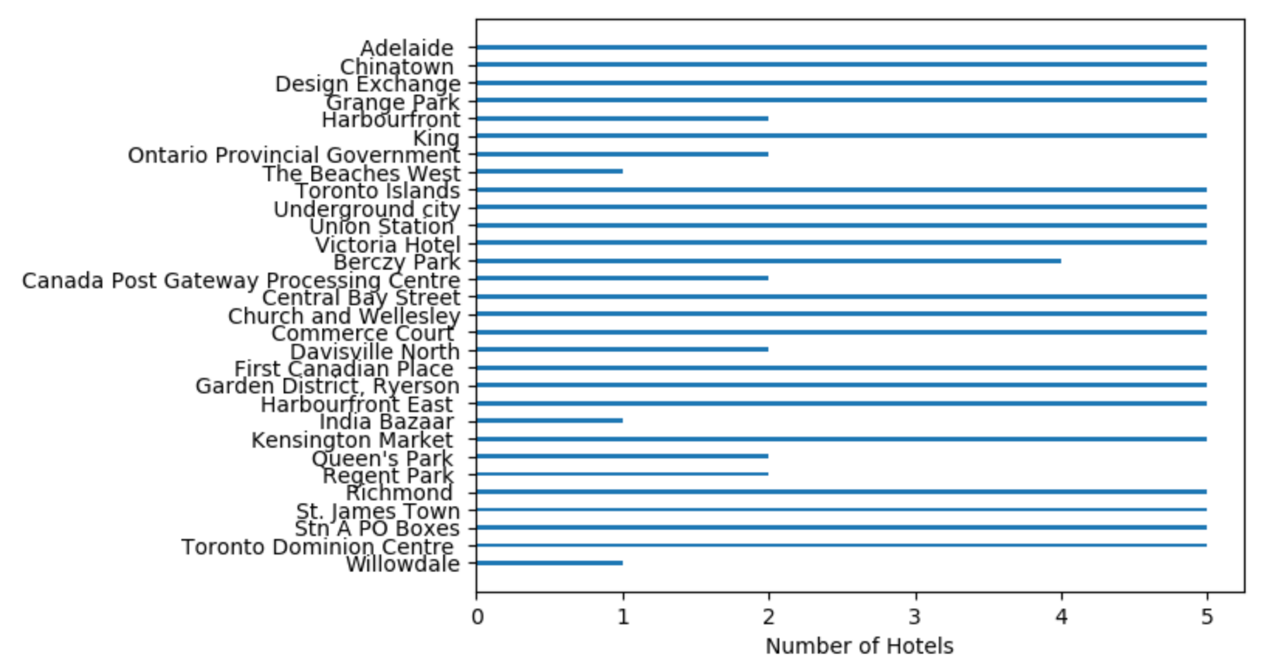 Adelaide
Chinatown
Design Exchange
Grange Park
Harbourfront
King
Ontario Provincial Government
The Beaches West
Toronto Islands
Underground city
Union Station
Victoria Hotel
Berczy Park
Canada Post Gateway Processing Centre
Central Bay Street
Church and Wellesley
Commerce Court
Davisville North
First Canadian Place
Garden District, Ryerson
Harbourfront East
India Bazaar
Kensington Market
Queen's Park
Regent Park
Richmond
St. James Town
Stn A PO Boxes
Toronto Dominion Centre
Willowdale
0 1 2 3 4 5
Number of Hotels